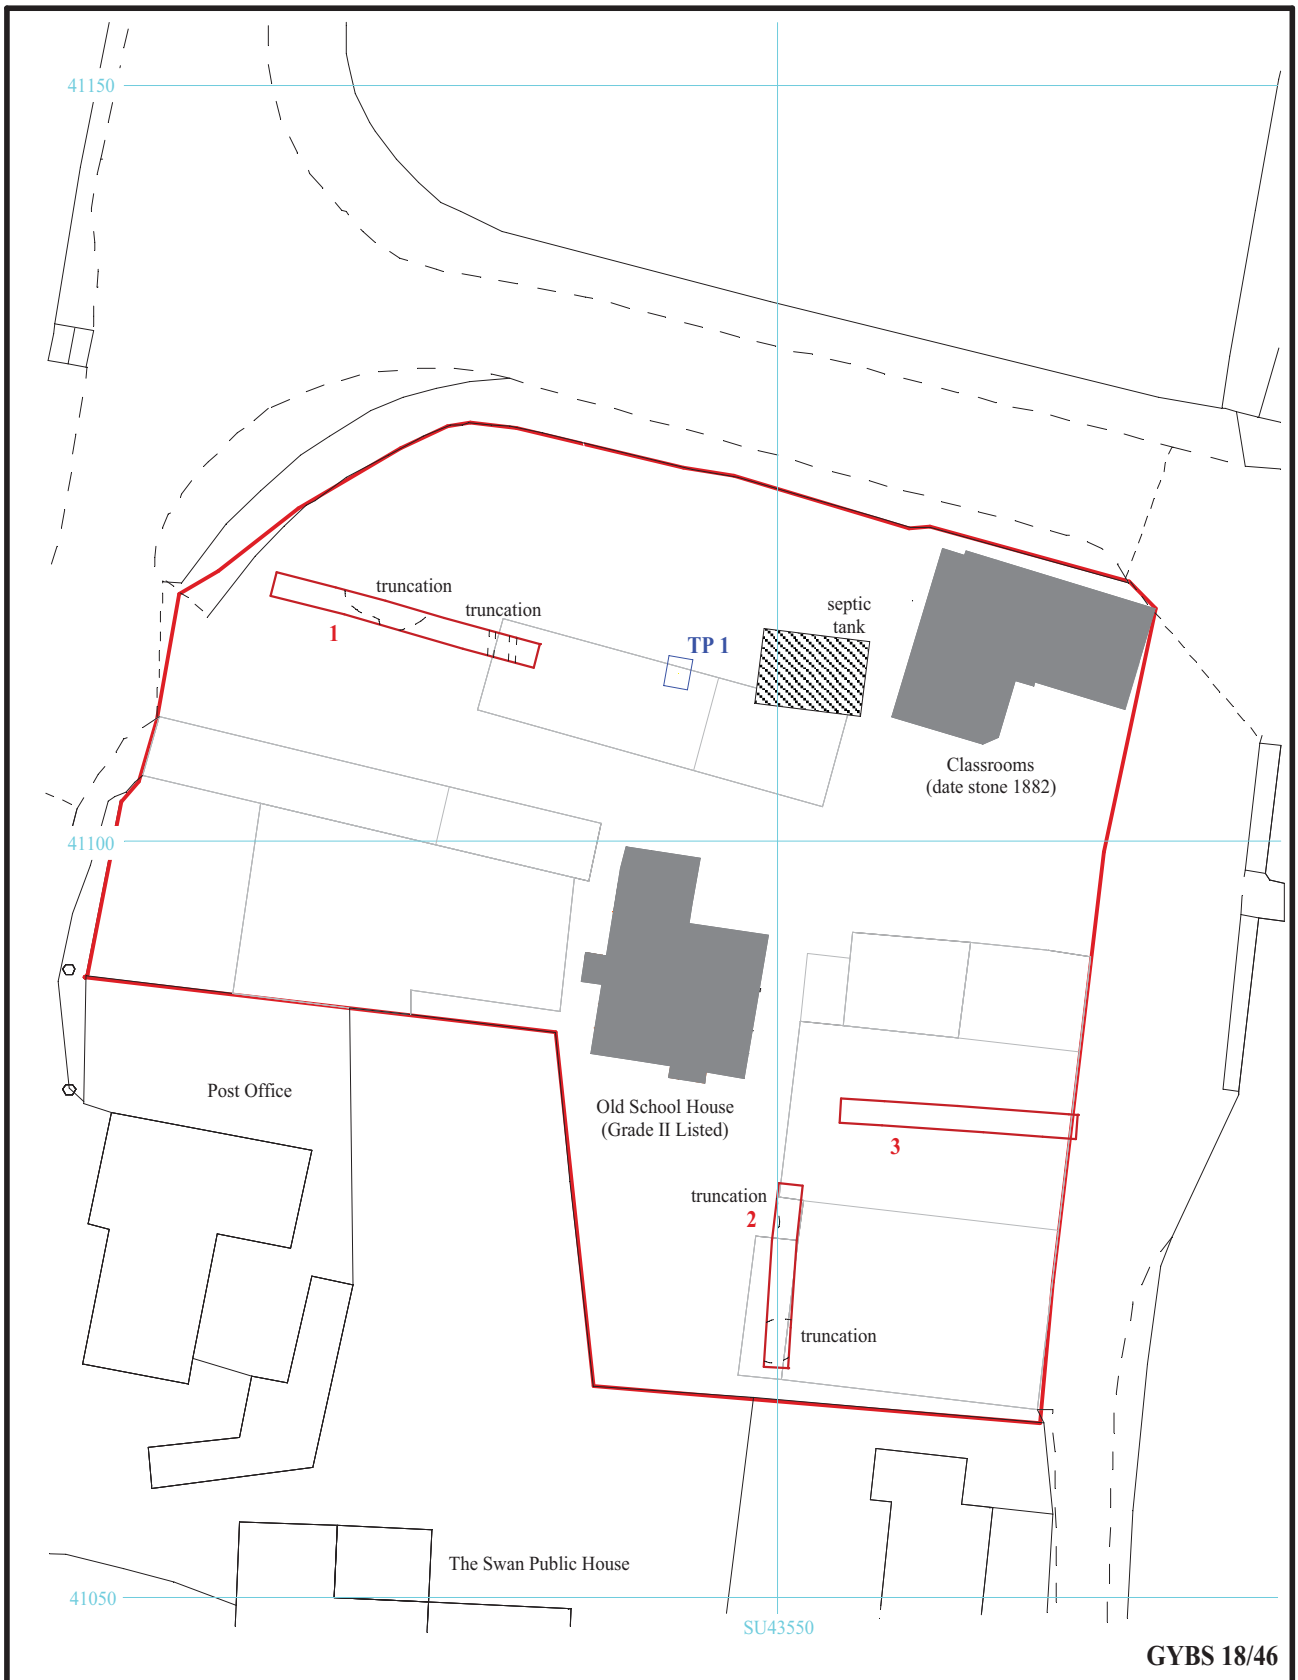 41150
truncation
truncation
1
septic
tank
TP 1
Classrooms
(date stone 1882)
41100
Post Office
Old School House
(Grade II Listed)
3
truncation
2
truncation
The Swan Public House
41050
SU43550
GYBS 18/46